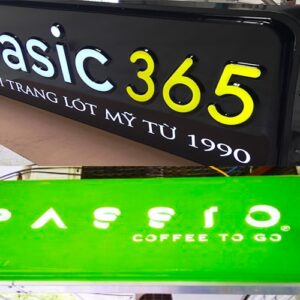 asic 365
TRANG LÓT MỸ TỪ 1990
PASSIO®
COFFEE TO GO